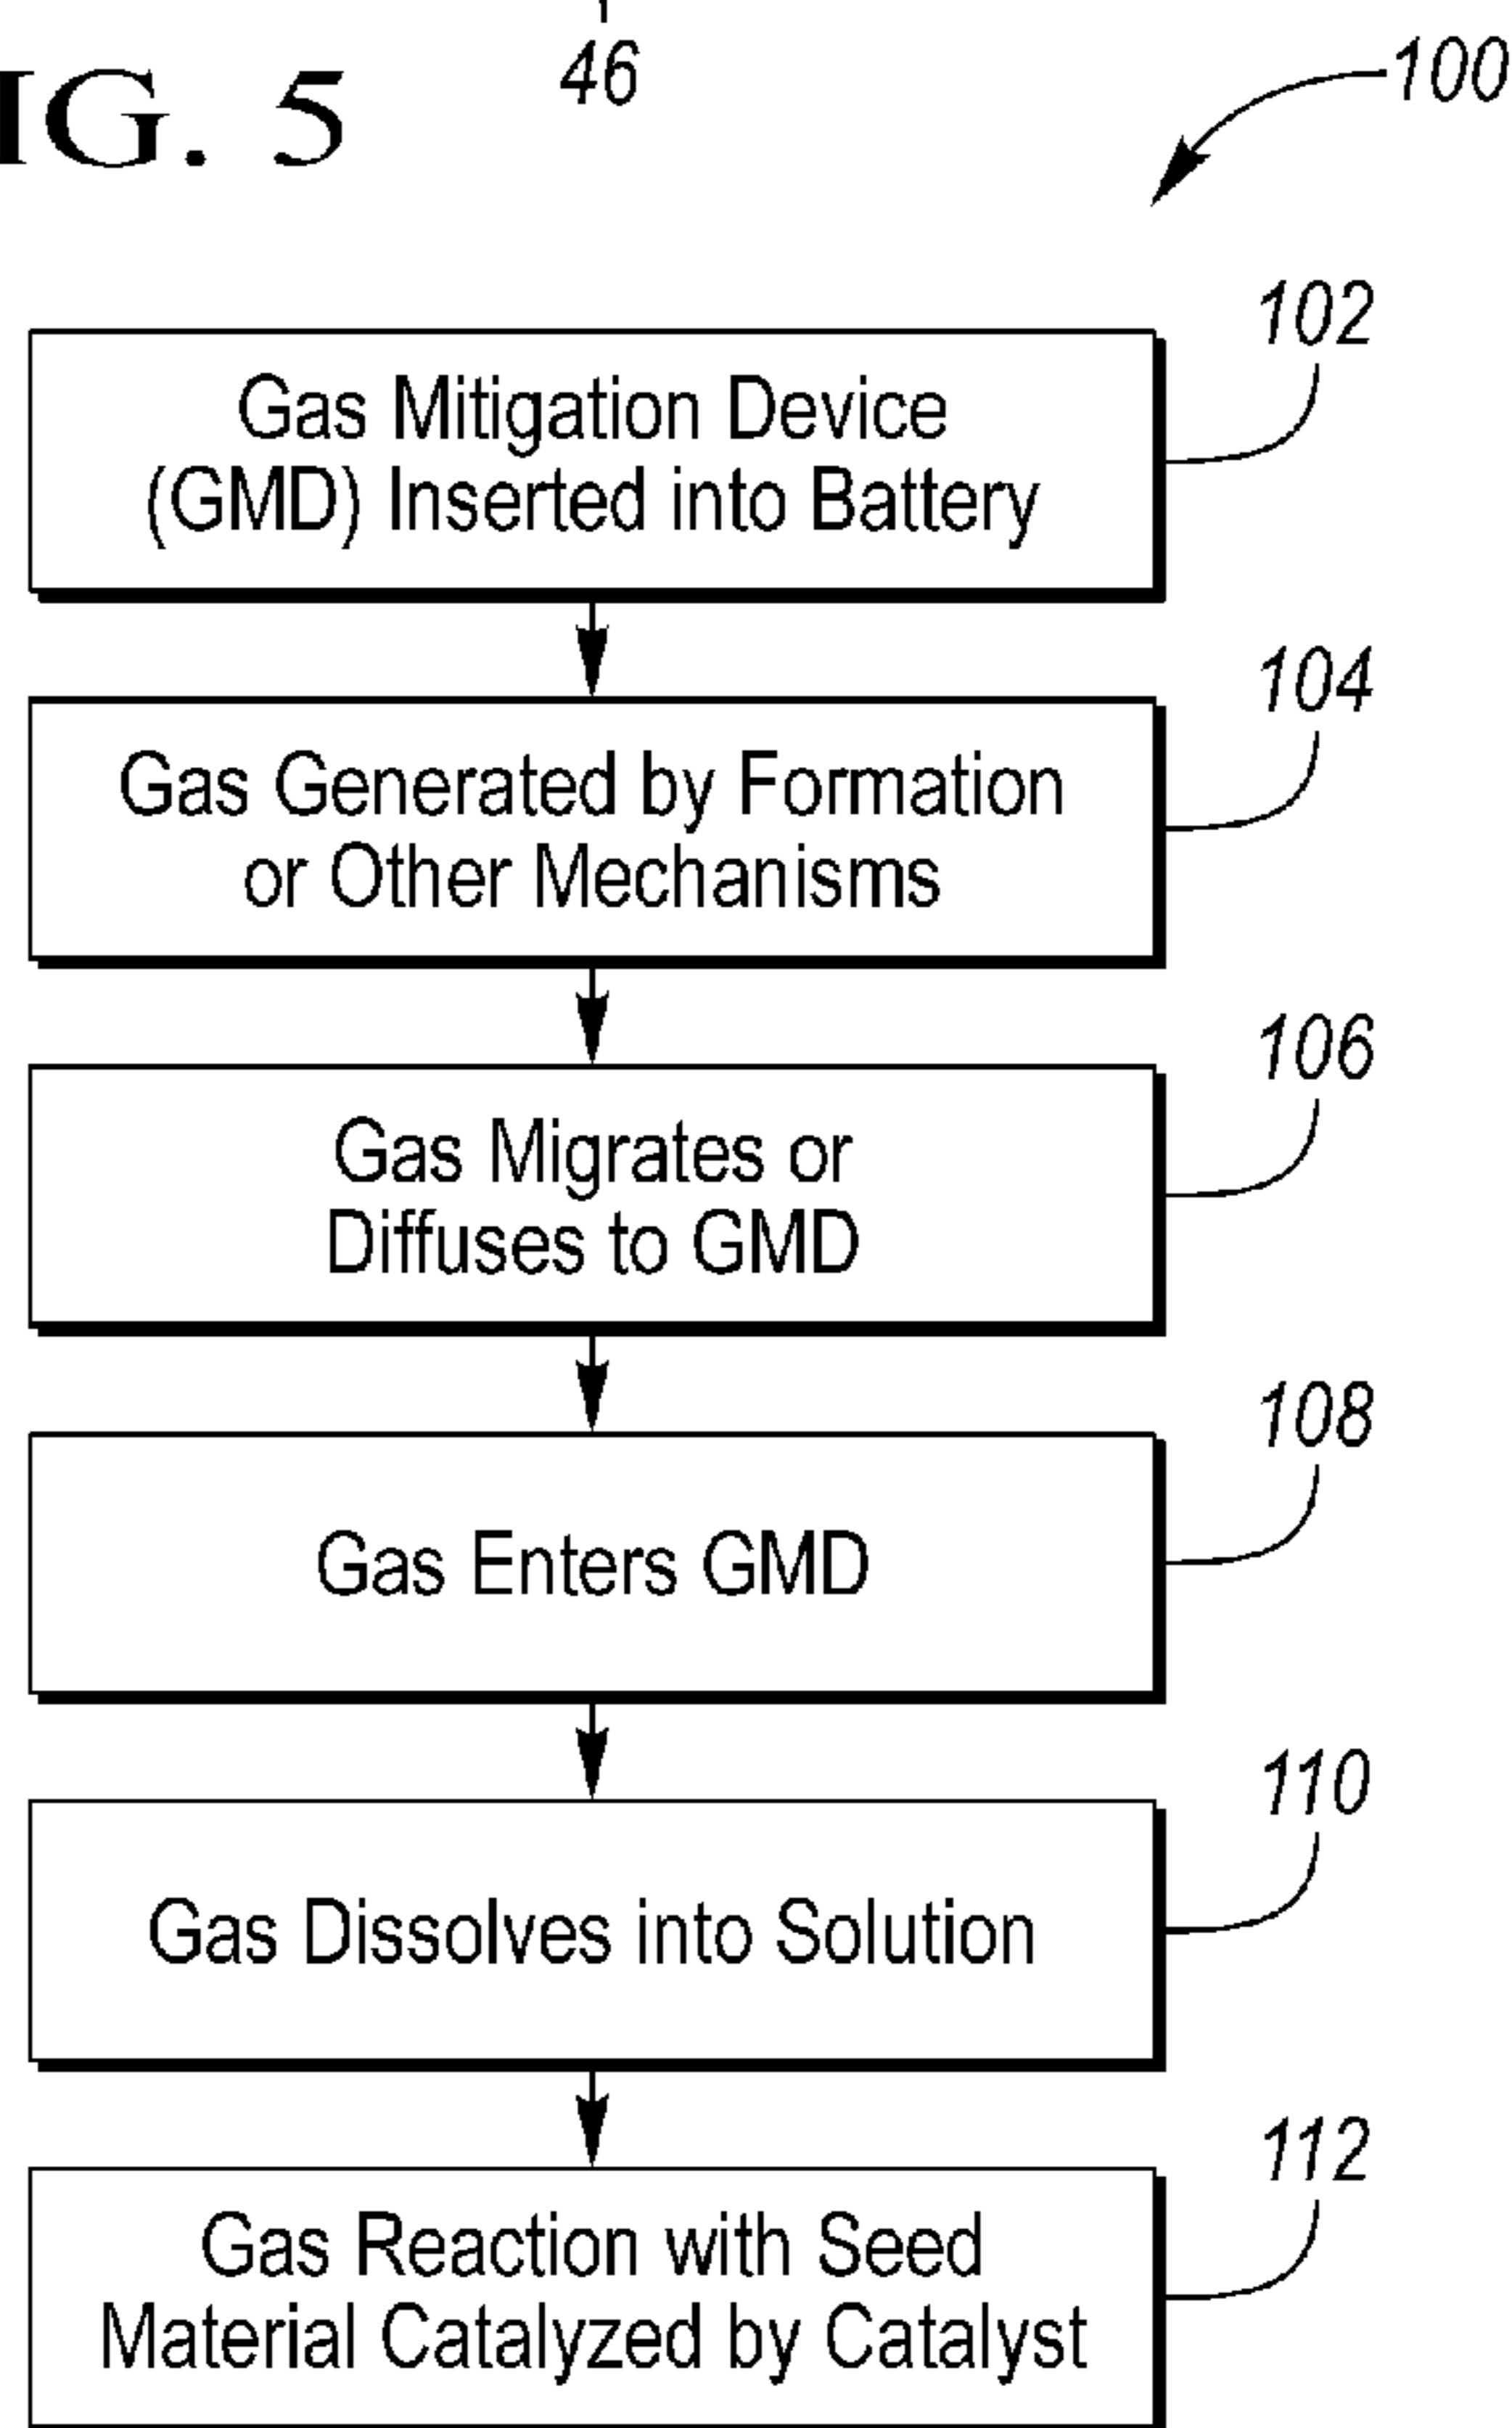 46
IG. 5
100
102
Gas Mitigation Device
(GMD) Inserted into Battery
104
Gas Generated by Formation
or Other Mechanisms
106
Gas Migrates or
Diffuses to GMD
108
Gas Enters GMD
110
Gas Dissolves into Solution
112
Gas Reaction with Seed
Material Catalyzed by Catalyst